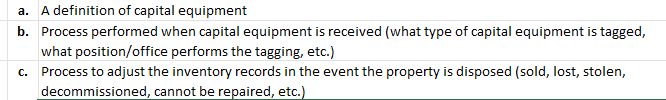 a. A definition of capital equipment
b. Process performed when capital equipment is received (what type of capital equipment is tagged,
what position/office performs the tagging, etc.)
c. Process to adjust the inventory records in the event the property is disposed (sold, lost, stolen,
decommissioned, cannot be repaired, etc.)